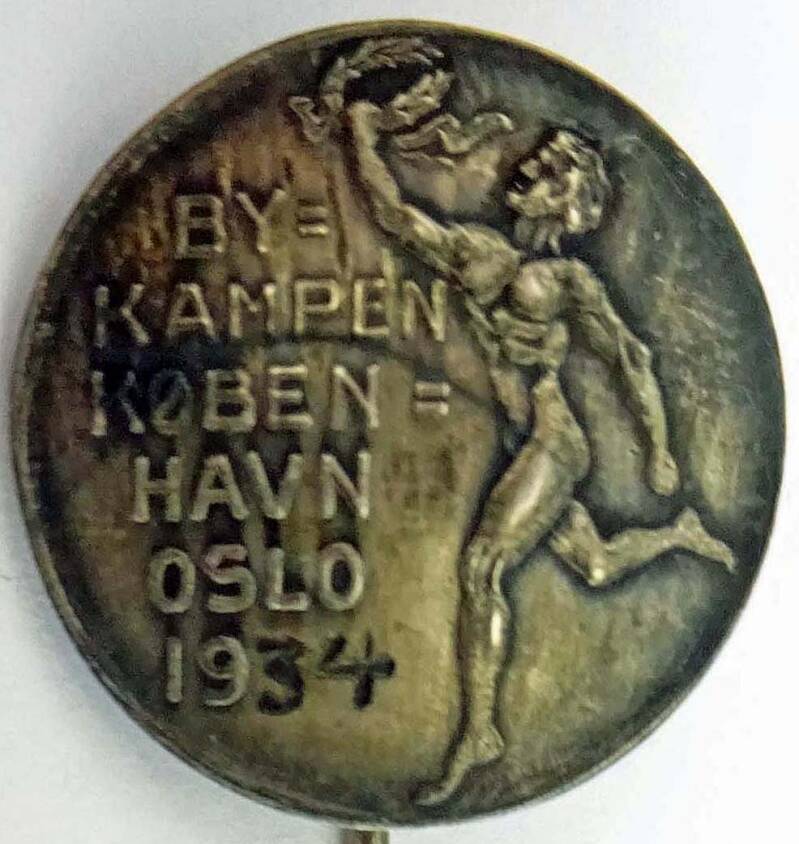 BY=
KAMPEN
KØBEN=
HAVN
OSLO
1934